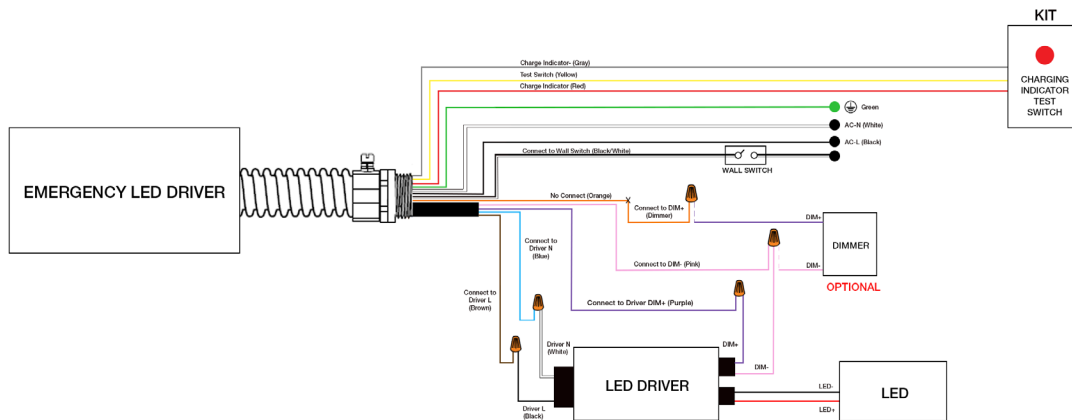 KIT
CHARGING
INDICATOR
TEST
SWITCH
Charge Indicator- (Gray)
Test Switch (Yellow)
Charge Indicator (Red)
Green
AC-N (White)
AC-L (Black)
Connect to Wall Switch (Black/White)
WALL SWITCH
EMERGENCY LED DRIVER
No Connect (Orange)
x
Connect to DIM+
(Dimmer)
DIM+
DIMMER
DIM-
OPTIONAL
Connect to
Driver N
(Blue)
Connect to DIM- (Pink)
Connect to
Driver L
(Brown)
Connect to Driver DIM+ (Purple)
Driver N
(White)
DIM+
DIM-
LED DRIVER
Driver L
(Black)
LED-
LED+
LED